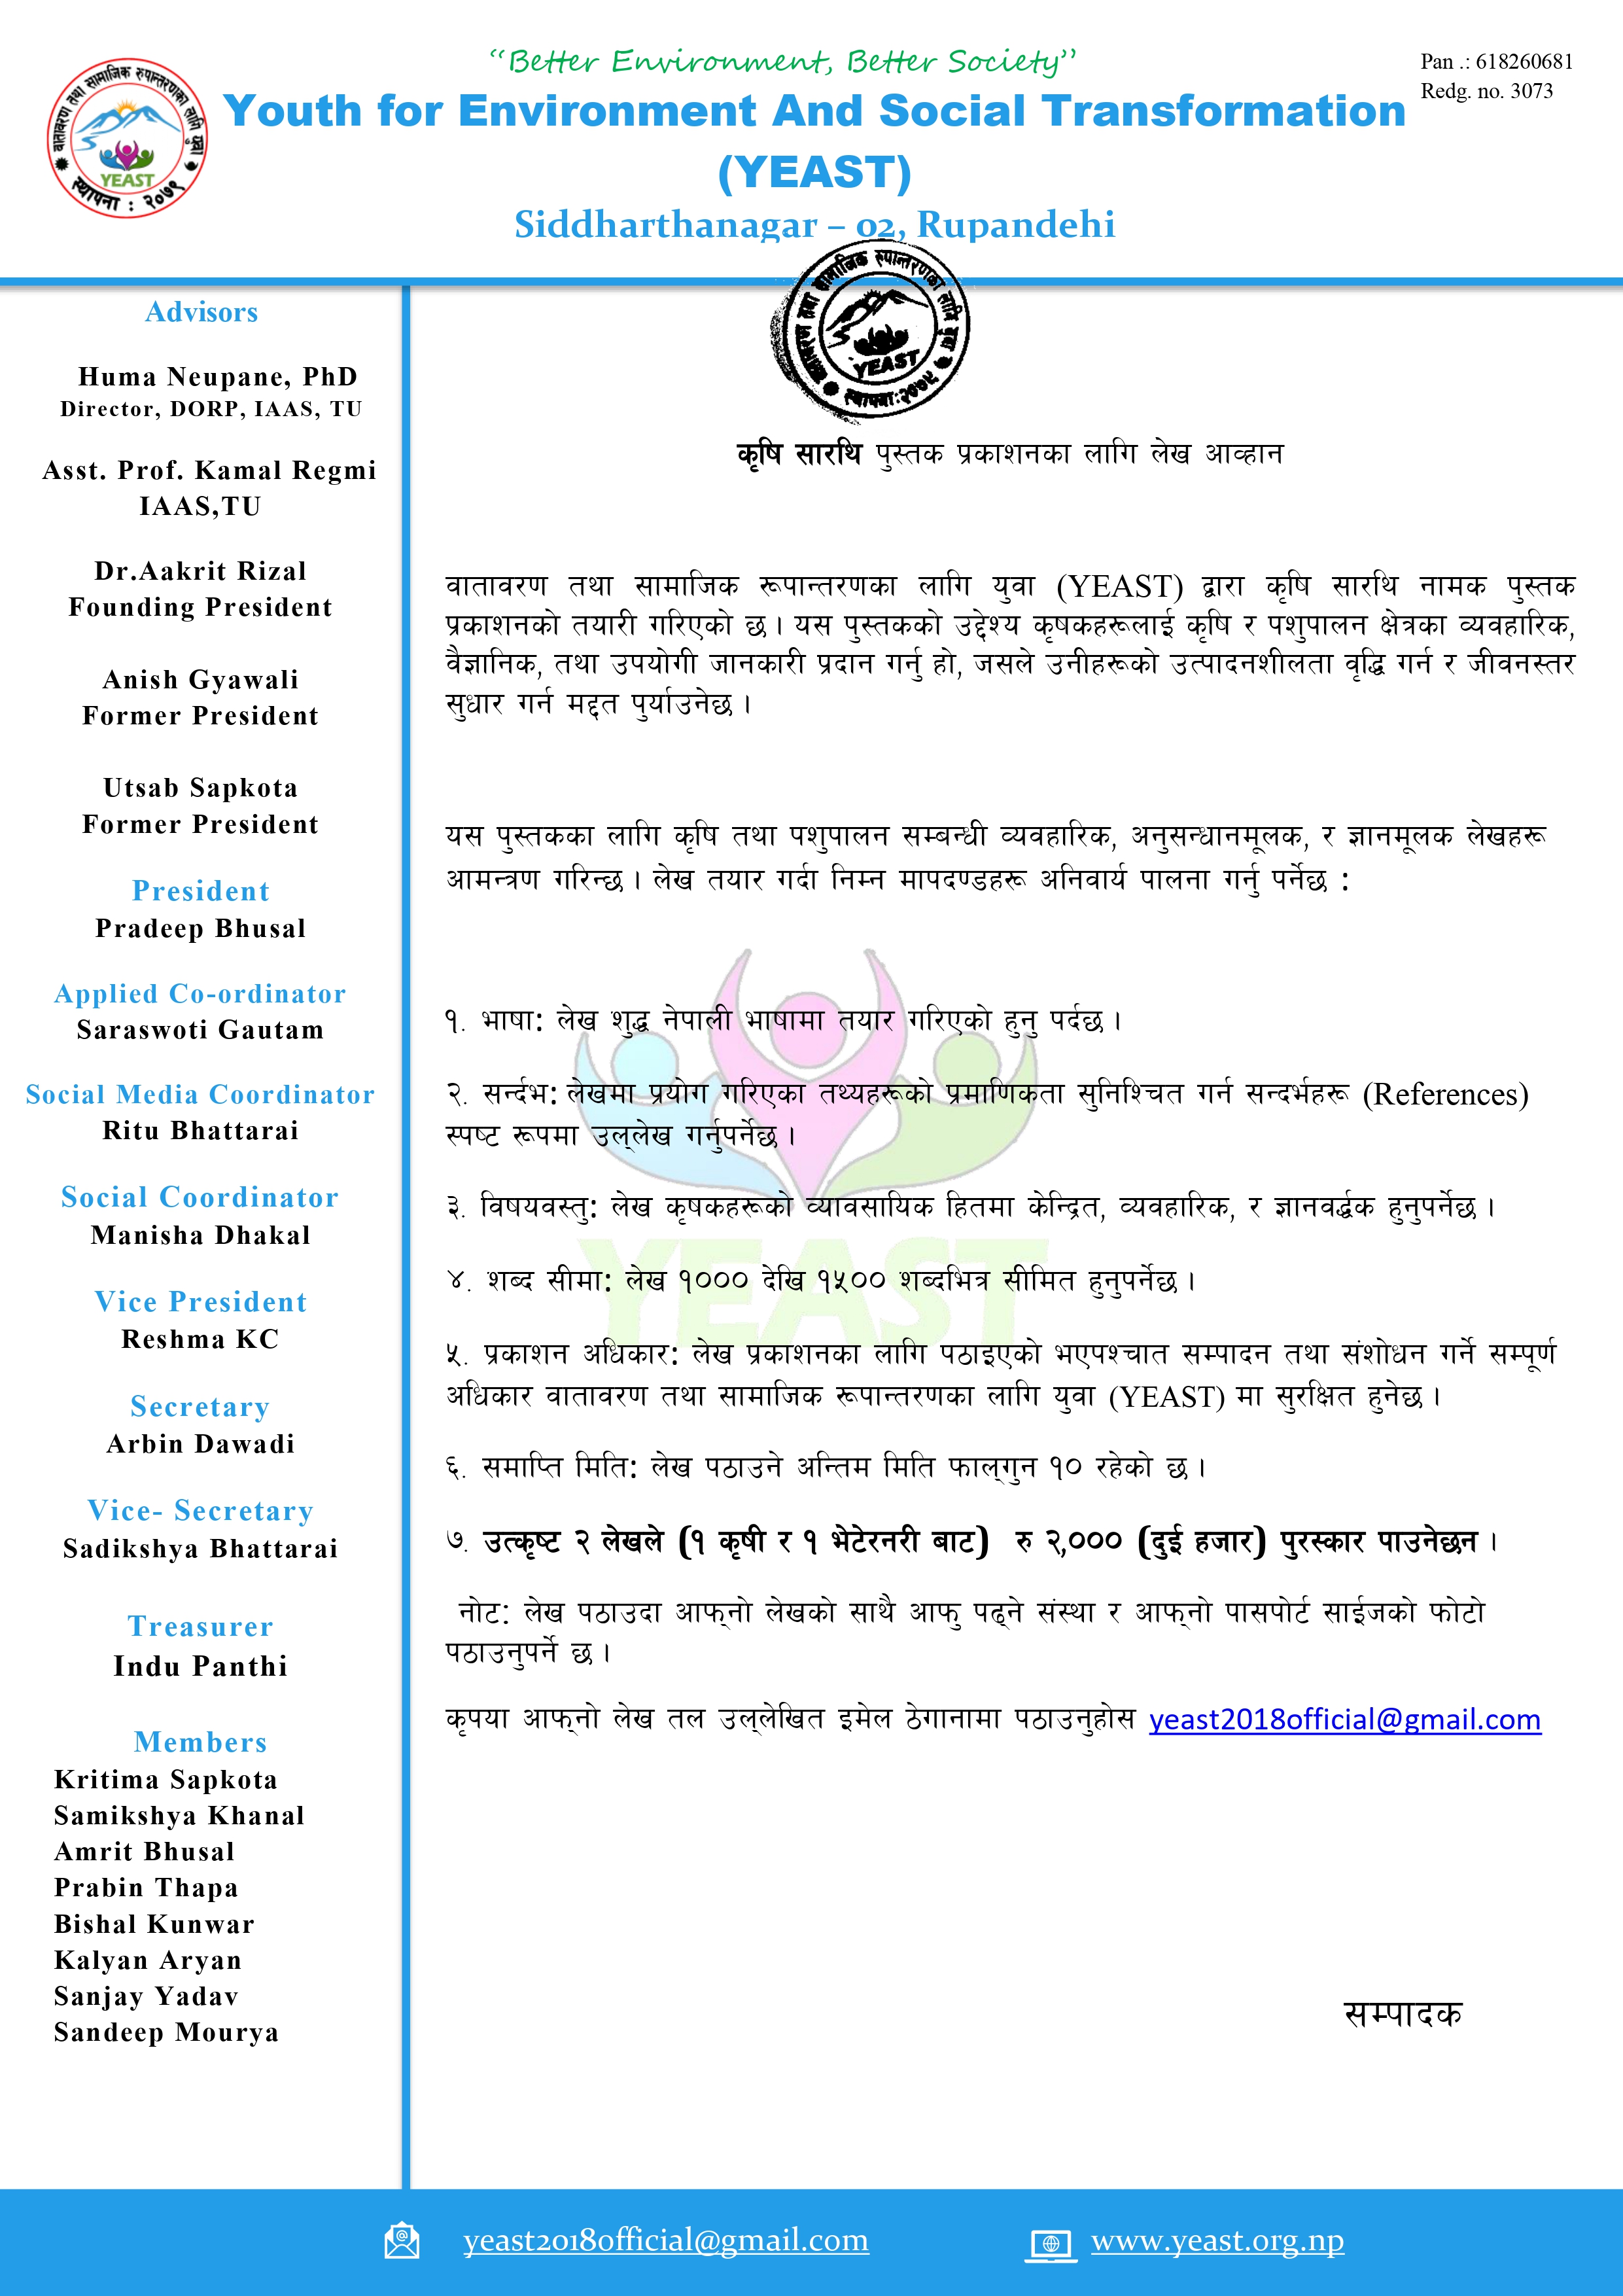 “Better Environment, Better Society”
Pan .: 618260681
Redg. no. 3073
Youth for Environment And Social Transformation
(YEAST)
Siddharthanagar – 02, Rupandehi
वातावरण तथा सामाजिक रुपान्तरणका लागि युवा
YEAST
स्थापना : २०७९
सामाजिक रुपान्तरणका लागि युवा
YEAST
स्थापना:२०७५
Advisors
Huma Neupane, PhD
Director, DORP, IAAS, TU
Asst. Prof. Kamal Regmi
IAAS,TU
Dr.Aakrit Rizal
Founding President
Anish Gyawali
Former President
Utsab Sapkota
Former President
President
Pradeep Bhusal
Applied Co-ordinator
Saraswoti Gautam
Social Media Coordinator
Ritu Bhattarai
Social Coordinator
Manisha Dhakal
Vice President
Reshma KC
Secretary
Arbin Dawadi
Vice- Secretary
Sadikshya Bhattarai
Treasurer
Indu Panthi
Members
Kritima Sapkota
Samikshya Khanal
Amrit Bhusal
Prabin Thapa
Bishal Kunwar
Kalyan Aryan
Sanjay Yadav
Sandeep Mourya
कृषि सारथि पुस्तक प्रकाशनका लागि लेख आव्हान
वातावरण तथा सामाजिक रूपान्तरणका लागि युवा (YEAST) द्वारा कृषि सारथि नामक पुस्तक
प्रकाशनको तयारी गरिएको छ । यस पुस्तकको उद्देश्य कृषकहरूलाई कृषि र पशुपालन क्षेत्रका व्यवहारिक,
वैज्ञानिक, तथा उपयोगी जानकारी प्रदान गर्नु हो, जसले उनीहरूको उत्पादनशीलता वृद्धि गर्न र जीवनस्तर
सुधार गर्न मद्दत पुर्याउनेछ ।
यस पुस्तकका लागि कृषि तथा पशुपालन सम्बन्धी व्यवहारिक, अनुसन्धानमूलक, र ज्ञानमूलक लेखहरू
आमन्त्रण गरिन्छ । लेख तयार गर्दा निम्न मापदण्डहरू अनिवार्य पालना गर्नु पर्नेछ :
१. भाषा: लेख शुद्ध नेपाली भाषामा तयार गरिएको हुनु पर्दछ ।
२. सर्न्दभ: लेखमा प्रयोग गरिएका तथ्यहरूको प्रमाणिकता सुनिश्चित गर्न सन्दर्भहरू (References)
स्पष्ट रूपमा उल्लेख गर्नुपर्नेछ ।
३. विषयवस्तु: लेख कृषकहरूको व्यावसायिक हितमा केन्द्रित, व्यवहारिक, र ज्ञानवर्द्धक हुनुपर्नेछ ।
YEAST
४. शब्द सीमा: लेख १००० देखि १५०० शब्दभित्र सीमित हुनुपर्नेछ ।
५. प्रकाशन अधिकार: लेख प्रकाशनका लागि पठाइएको भएपश्चात सम्पादन तथा संशोधन गर्ने सम्पूर्ण
अधिकार वातावरण तथा सामाजिक रूपान्तरणका लागि युवा (YEAST) मा सुरक्षित हुनेछ ।
६. समाप्ति मिति: लेख पठाउने अन्तिम मिति फाल्गुन १० रहेको छ ।
७. उत्कृष्ट २ लेखले (१ कृषी र १ भेटेरनरी बाट) रु २,००० (दुई हजार) पुरस्कार पाउनेछन ।
नोट: लेख पठाउदा आफ्नो लेखको साथै आफु पढ्ने संस्था र आफ्नो पासपोर्ट साईजको फोटो
पठाउनुपर्ने छ ।
कृपया आफ्नो लेख तल उल्लेखित इमेल ठेगानामा पठाउनुहोस yeast2018official@gmail.com
सम्पादक
yeast2018official@gmail.com
www.yeast.org.np